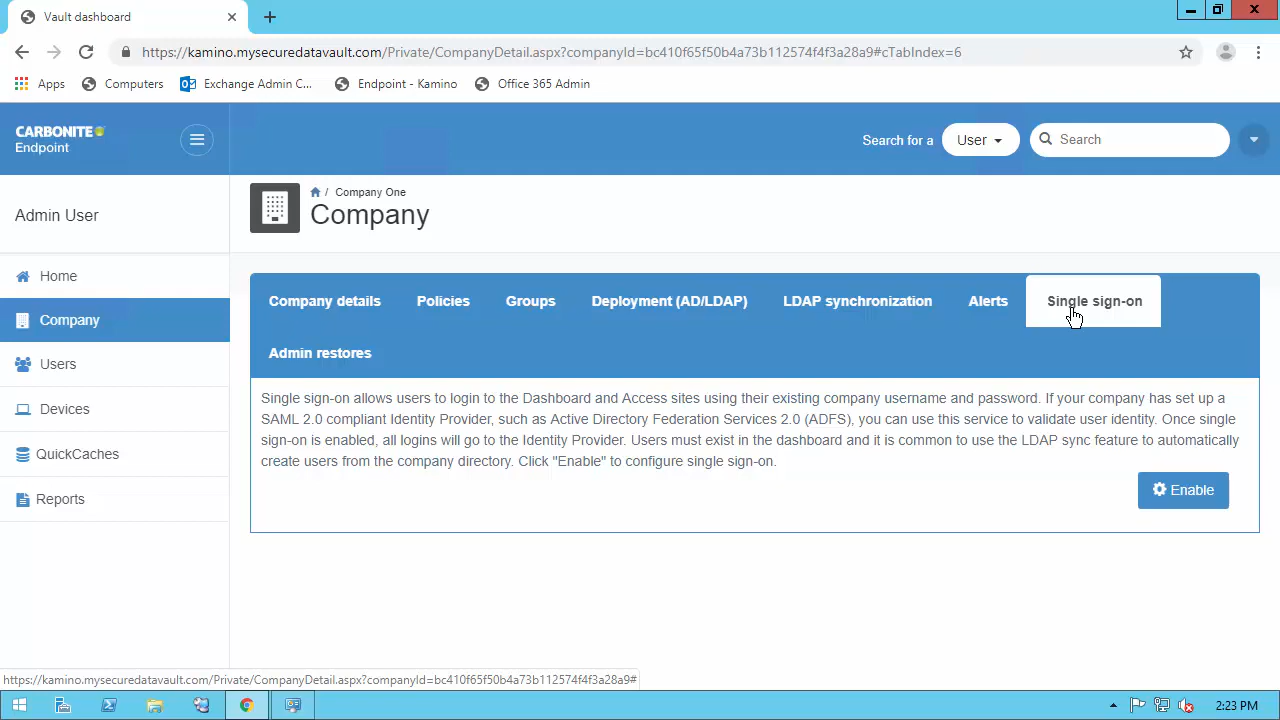 Vault dashboard
https://kamino.mysecuredatavault.com/Private/CompanyDetail.aspx?companyId=bc410f65f50b4a73b112574f4f3a28a9#cTabIndex=6
Apps Computers Exchange Admin C... Endpoint - Kamino Office 365 Admin
CARBONITE
Endpoint
Search for a User Search
Admin User
Home
Company
Users
Devices
QuickCaches
Reports
/ Company One
Company
Company details Policies Groups Deployment (AD/LDAP) LDAP synchronization Alerts Single sign-on
Admin restores
Single sign-on allows users to login to the Dashboard and Access sites using their existing company username and password. If your company has set up a
SAML 2.0 compliant Identity Provider, such as Active Directory Federation Services 2.0 (ADFS), you can use this service to validate user identity. Once single
sign-on is enabled, all logins will go to the Identity Provider. Users must exist in the dashboard and it is common to use the LDAP sync feature to automatically
create users from the company directory. Click "Enable" to configure single sign-on.
Enable
https://kamino.mysecuredatavault.com/Private/CompanyDetail.aspx?companyId=bc410f65f50b4a73b112574f4f3a28a9#
2:23 PM